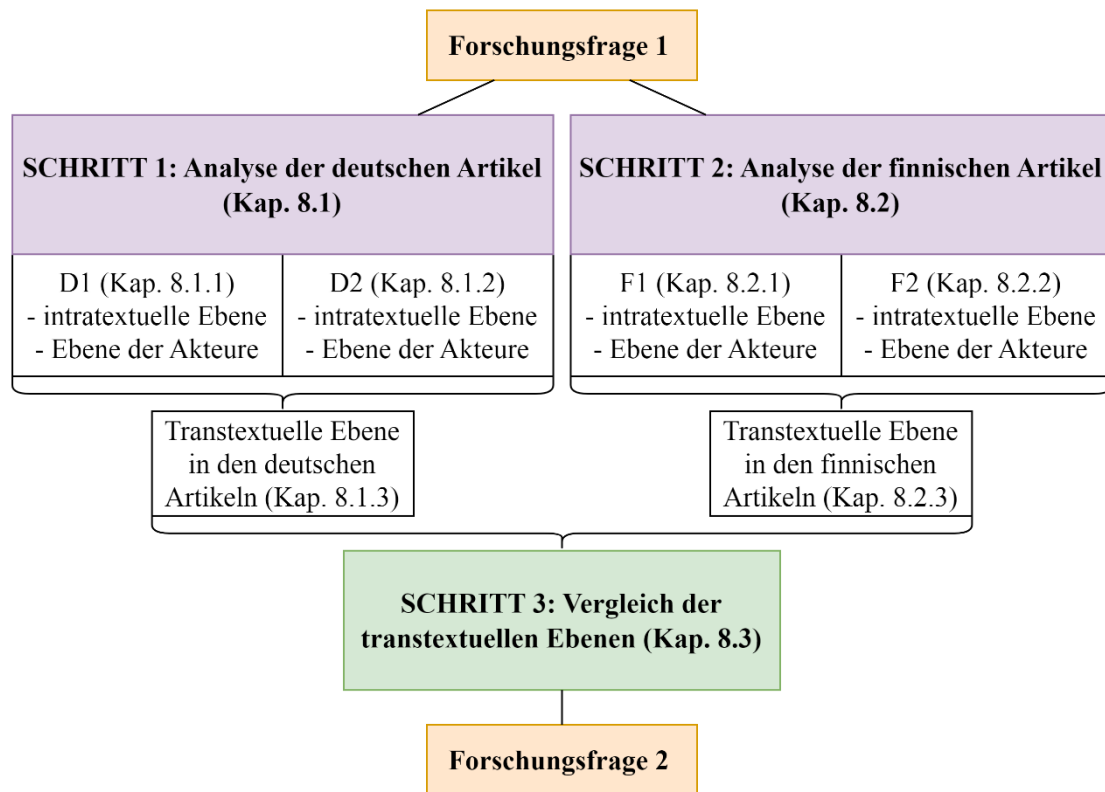 Forschungsfrage 1
SCHRITT 1: Analyse der deutschen Artikel
(Kap. 8.1)
SCHRITT 2: Analyse der finnischen Artikel
(Kap. 8.2)
D1 (Kap. 8.1.1)
- intratextuelle Ebene
- Ebene der Akteure
D2 (Kap. 8.1.2)
- intratextuelle Ebene
- Ebene der Akteure
F1 (Kap. 8.2.1)
- intratextuelle Ebene
- Ebene der Akteure
F2 (Kap. 8.2.2)
- intratextuelle Ebene
- Ebene der Akteure
Transtextuelle Ebene
in den deutschen
Artikeln (Kap. 8.1.3)
Transtextuelle Ebene
in den finnischen
Artikeln (Kap. 8.2.3)
SCHRITT 3: Vergleich der
transtextuellen Ebenen (Kap. 8.3)
Forschungsfrage 2